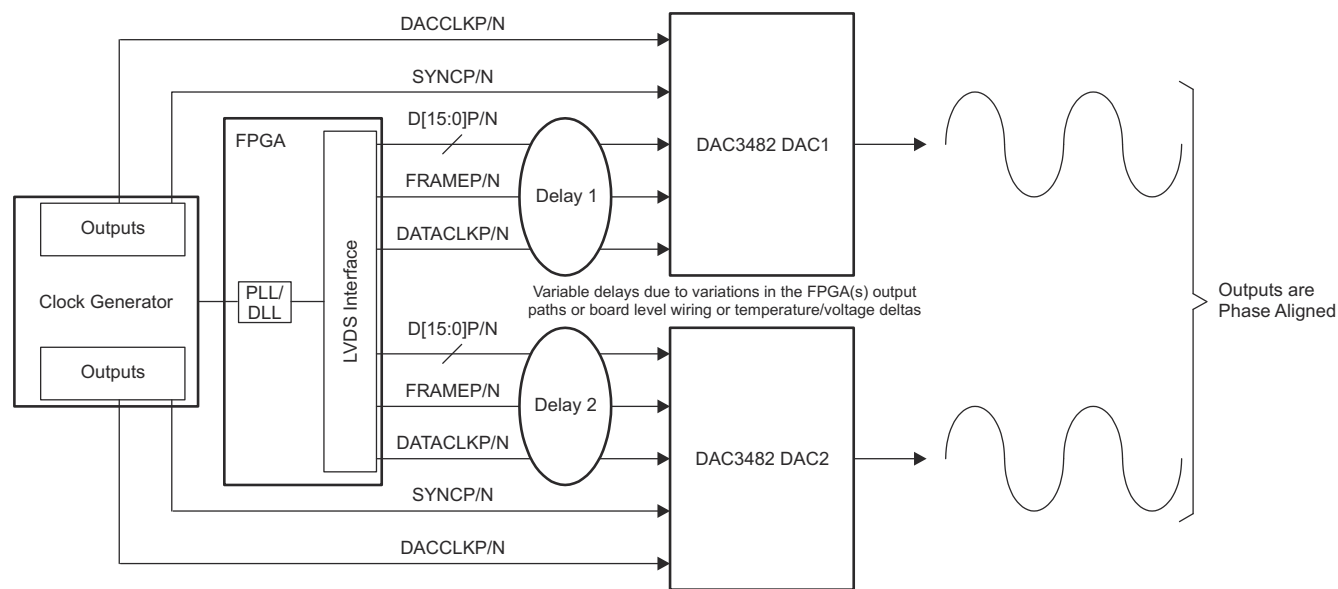 DACCLKP/N
SYNCP/N
D[15:0]P/N
FPGA
DAC3482 DAC1
FRAMEP/N
Delay 1
Outputs
DATACLKP/N
LVDS Interface
Clock Generator
PLL/
DLL
Variable delays due to variations in the FPGA(s) output
paths or board level wiring or temperature/voltage deltas
Outputs are
Phase Aligned
D[15:0]P/N
Outputs
FRAMEP/N
Delay 2
DATACLKP/N
DAC3482 DAC2
SYNCP/N
DACCLKP/N